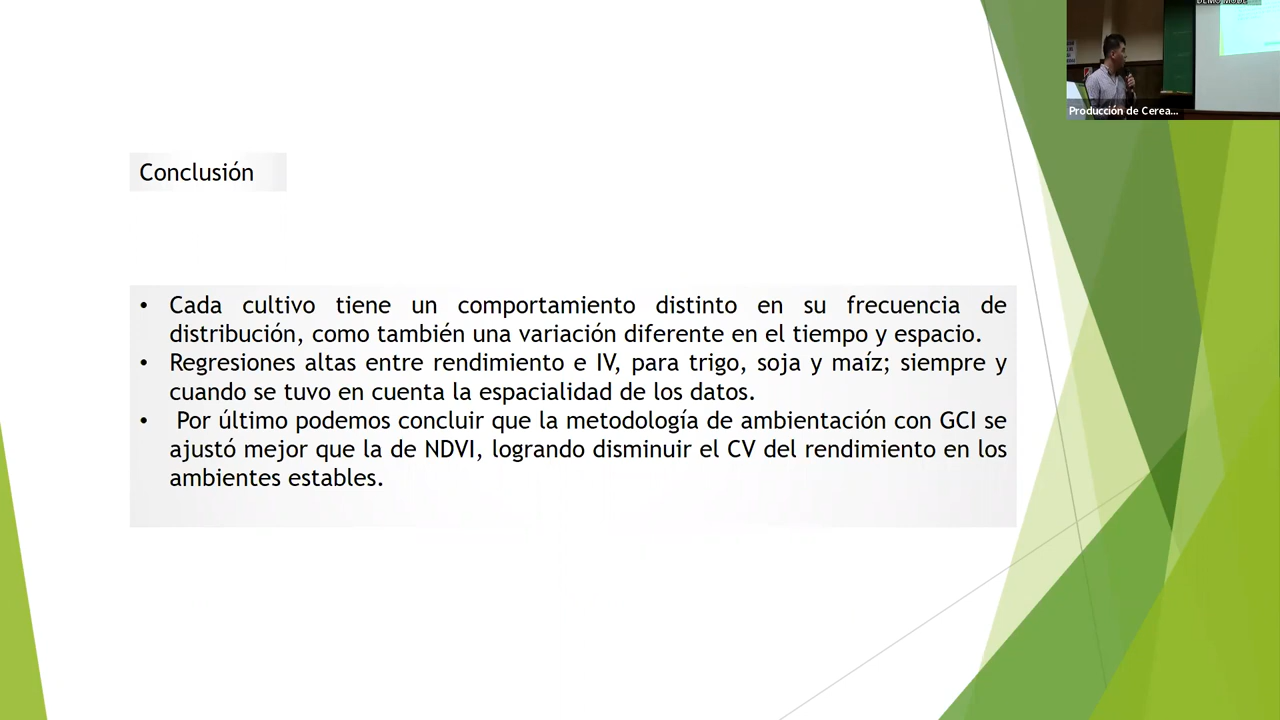 Conclusión
• Cada cultivo tiene un comportamiento distinto en su frecuencia de
distribución, como también una variación diferente en el tiempo y espacio.
• Regresiones altas entre rendimiento e IV, para trigo, soja y maíz; siempre y
cuando se tuvo en cuenta la espacialidad de los datos.
• Por último podemos concluir que la metodología de ambientación con GCI se
ajustó mejor que la de NDVI, logrando disminuir el CV del rendimiento en los
ambientes estables.
DEMO MODE
Producción de Cerea...